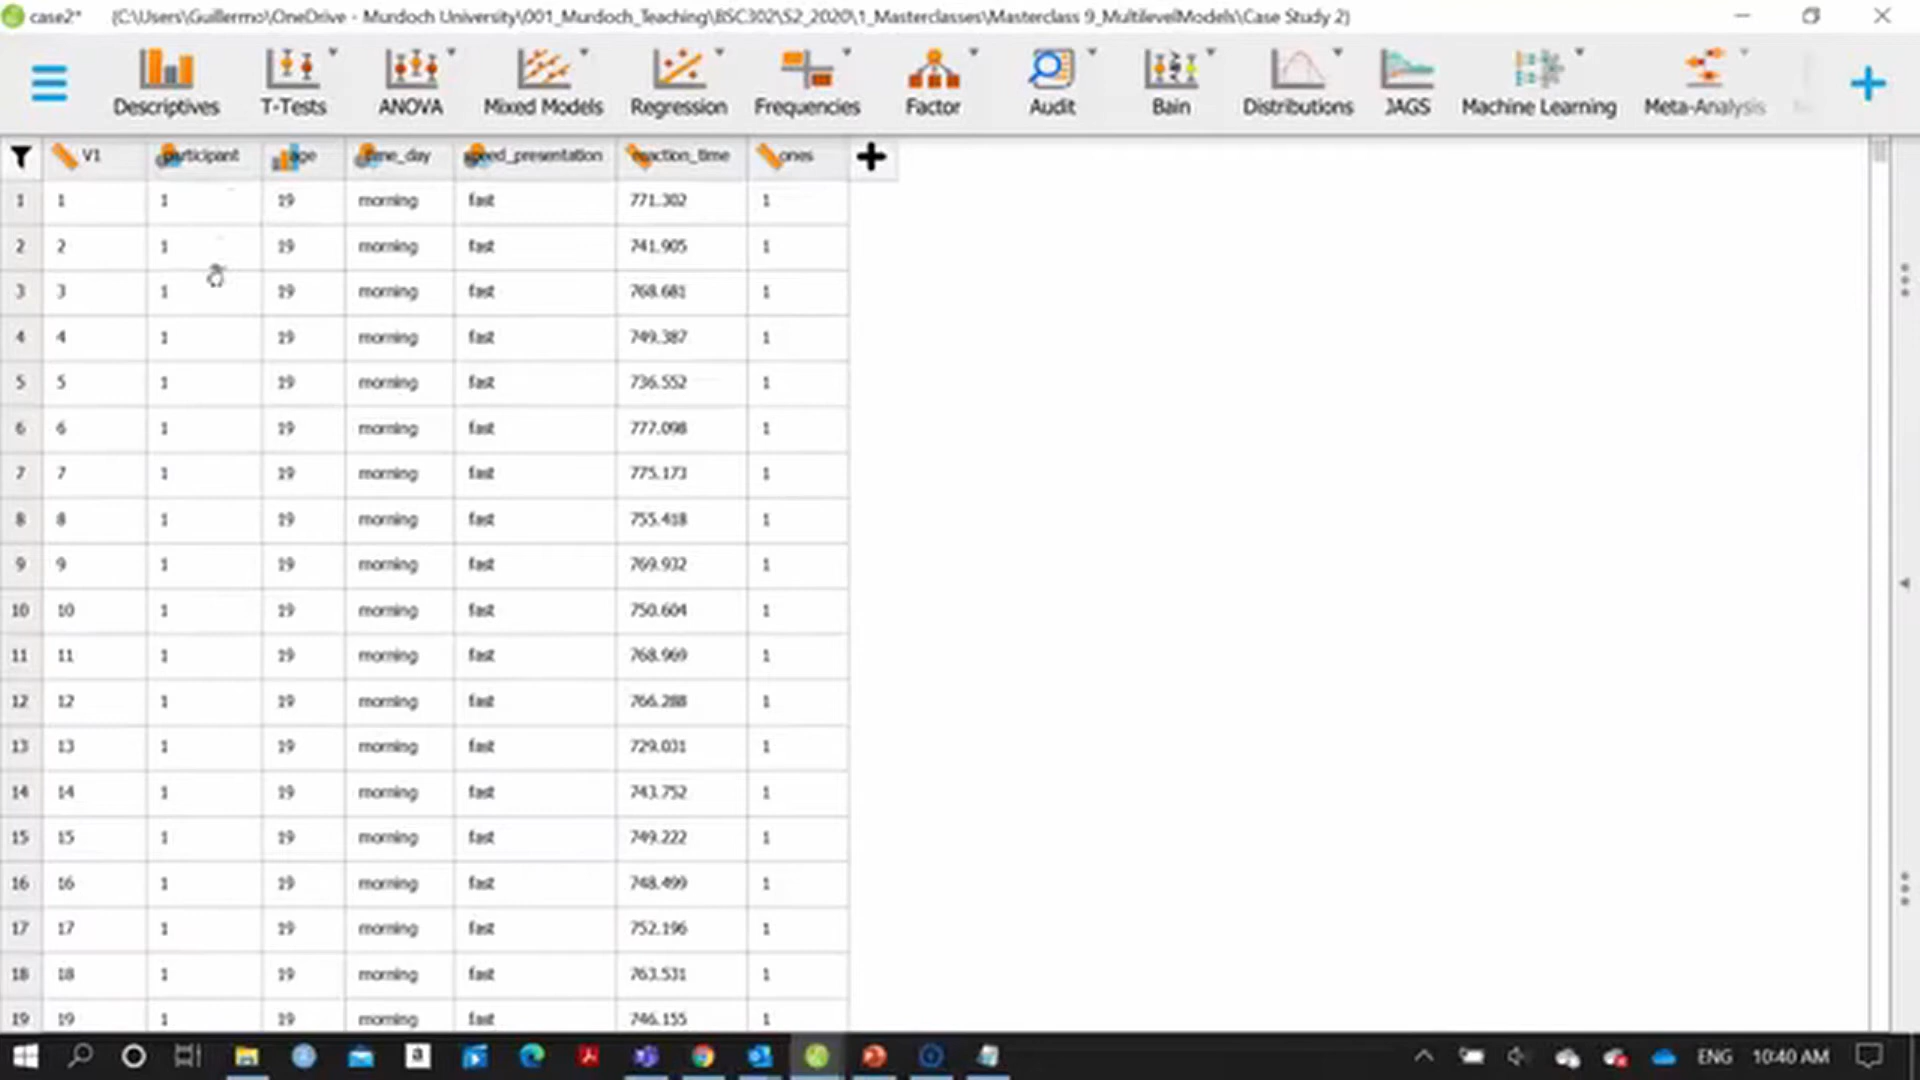 case2* (C:\Users\Guillermo\OneDrive - Murdoch University\001_Murdoch_Teaching\BSC302\S2_2020\1_Masterclasses\Masterclass 9_MultilevelModels\Case Study 2)
Descriptives T-Tests ANOVA Mixed Models Regression Frequencies Factor Audit Bain Distributions JAGS Machine Learning Meta-Analysis
V1 participant age time_day speed_presentation reaction_time ones
1 1 1 19 morning fast 771.302 1
2 2 1 19 morning fast 741.905 1
3 3 1 19 morning fast 768.681 1
4 4 1 19 morning fast 749.387 1
5 5 1 19 morning fast 736.552 1
6 6 1 19 morning fast 777.098 1
7 7 1 19 morning fast 775.173 1
8 8 1 19 morning fast 755.418 1
9 9 1 19 morning fast 769.932 1
10 10 1 19 morning fast 750.604 1
11 11 1 19 morning fast 768.969 1
12 12 1 19 morning fast 766.288 1
13 13 1 19 morning fast 729.031 1
14 14 1 19 morning fast 743.752 1
15 15 1 19 morning fast 749.222 1
16 16 1 19 morning fast 748.499 1
17 17 1 19 morning fast 752.196 1
18 18 1 19 morning fast 763.531 1
19 19 1 19 morning fast 746.155 1
ENG 10:40 AM